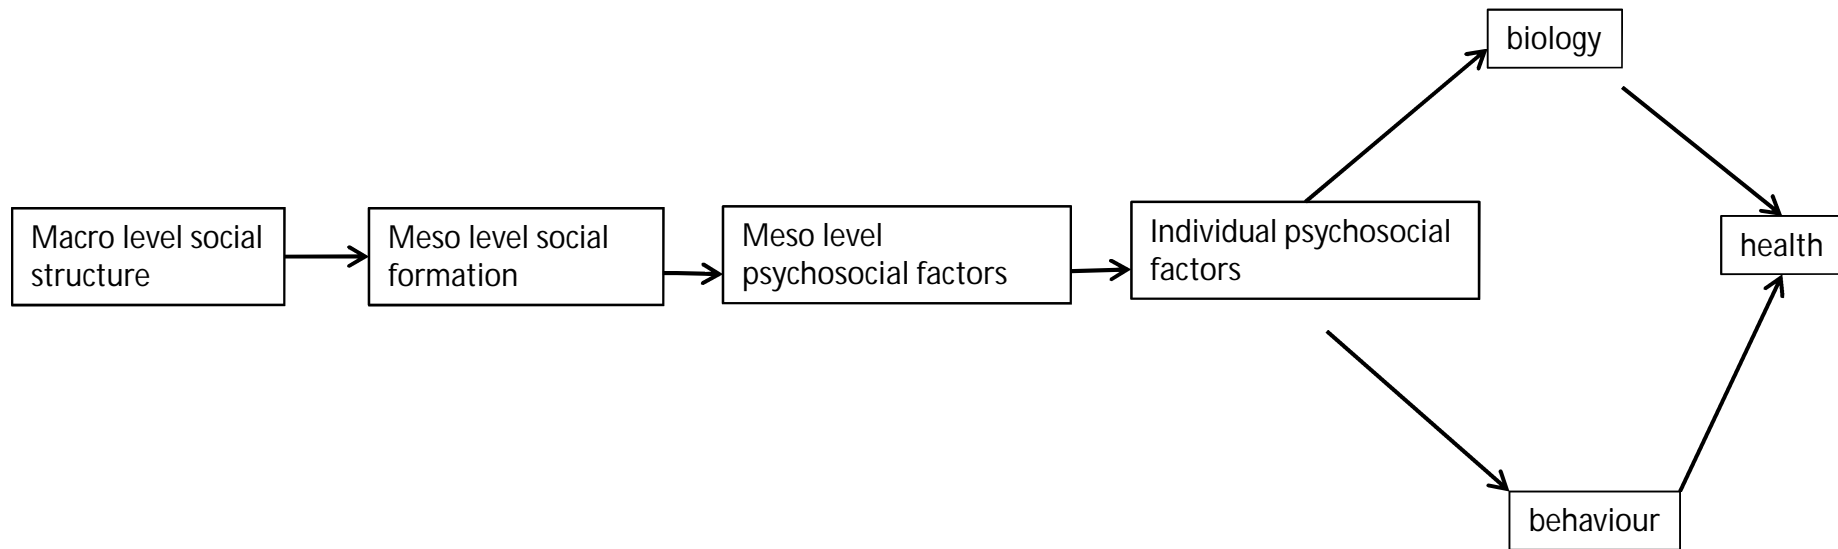 biology
Macro level social
structure
Meso level social
formation
Meso level
psychosocial factors
Individual psychosocial
factors
health
behaviour